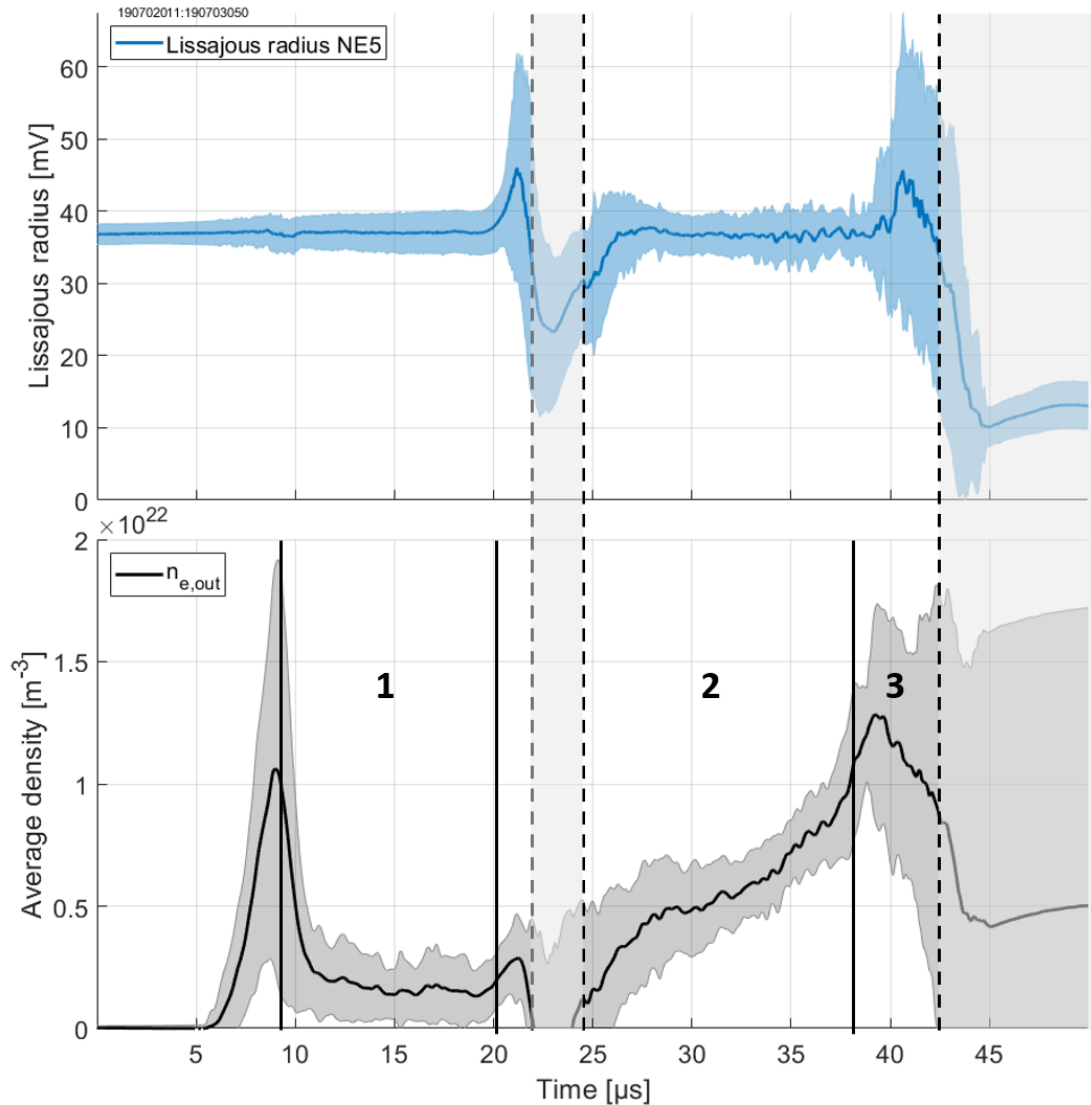 190702011:190703050
Lissajous radius NE5
60
50
40
30
20
10
0
Lissajous radius [mV]
×10^22
n_e,out
2
1.5
1
0.5
0
Average density [m^-3]
1
2
3
5 10 15 20 25 30 35 40 45
Time [μs]